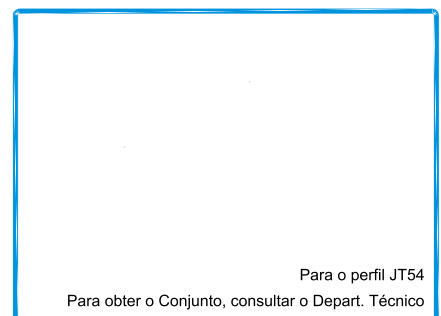 Para o perfil JT54
Para obter o Conjunto, consultar o Depart. Técnico